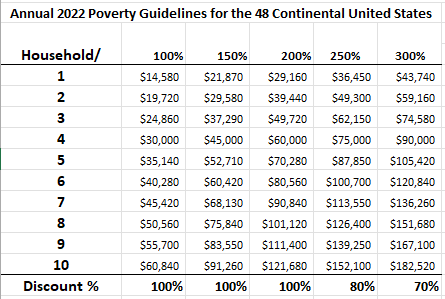 Annual 2022 Poverty Guidelines for the 48 Continental United States
Household/ 100% 150% 200% 250% 300%
1 $14,580 $21,870 $29,160 $36,450 $43,740
2 $19,720 $29,580 $39,440 $49,300 $59,160
3 $24,860 $37,290 $49,720 $62,150 $74,580
4 $30,000 $45,000 $60,000 $75,000 $90,000
5 $35,140 $52,710 $70,280 $87,850 $105,420
6 $40,280 $60,420 $80,560 $100,700 $120,840
7 $45,420 $68,130 $90,840 $113,550 $136,260
8 $50,560 $75,840 $101,120 $126,400 $151,680
9 $55,700 $83,550 $111,400 $139,250 $167,100
10 $60,840 $91,260 $121,680 $152,100 $182,520
Discount % 100% 100% 100% 80% 70%